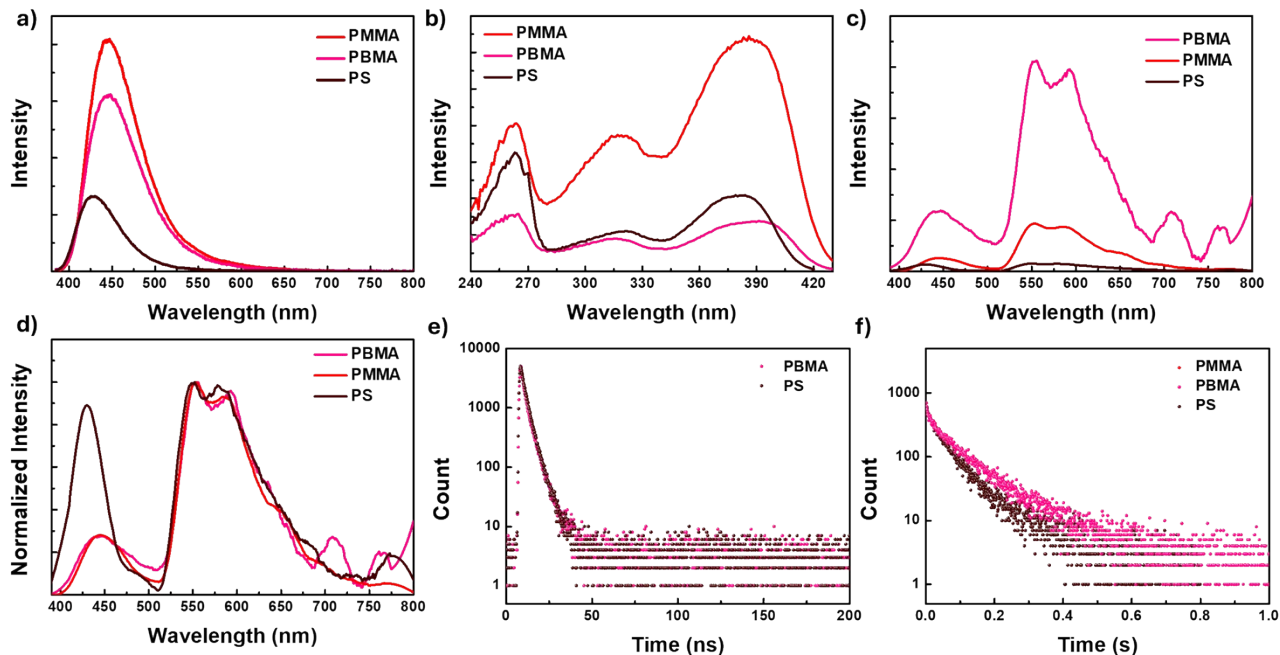 a)
Intensity
PMMA
PBMA
PS
400 450 500 550 600 650 700 750 800
Wavelength (nm)
b)
Intensity
PMMA
PBMA
PS
240 270 300 330 360 390 420
Wavelength (nm)
c)
Intensity
PBMA
PMMA
PS
400 450 500 550 600 650 700 750 800
Wavelength (nm)
d)
Normalized Intensity
PBMA
PMMA
PS
400 450 500 550 600 650 700 750 800
Wavelength (nm)
e)
Count
10000
1000
100
10
1
PBMA
PS
0 50 100 150 200
Time (ns)
f)
Count
1000
100
10
1
PMMA
PBMA
PS
0.0 0.2 0.4 0.6 0.8 1.0
Time (s)